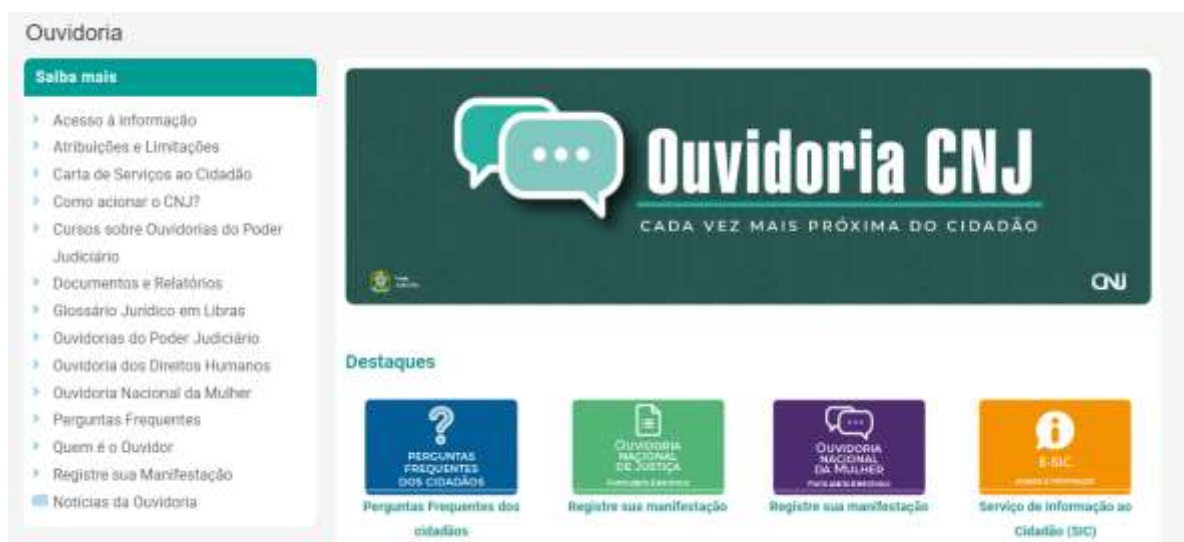 Ouvidoria
Saiba mais
Acesso à informação
Atribuições e Limitações
Carta de Serviços ao Cidadão
Como acionar o CNJ?
Cursos sobre Ouvidorias do Poder
Judiciário
Documentos e Relatórios
Glossário Jurídico em Libras
Ouvidorias do Poder Judiciário
Ouvidoria dos Direitos Humanos
Ouvidoria Nacional da Mulher
Perguntas Frequentes
Quem é o Ouvidor
Registre sua Manifestação
Notícias da Ouvidoria
Ouvidoria CNJ
CADA VEZ MAIS PRÓXIMA DO CIDADÃO
CNJ
Destaques
PERGUNTAS
FREQUENTES
DOS CIDADÃOS
Perguntas Frequentes dos
cidadãos
OUVIDORIA
NACIONAL
DE JUSTIÇA
Formulário Eletrônico
Registre sua manifestação
OUVIDORIA
NACIONAL
DA MULHER
Formulário Eletrônico
Registre sua manifestação
E-SIC
Serviço de Informação ao
Cidadão (SIC)